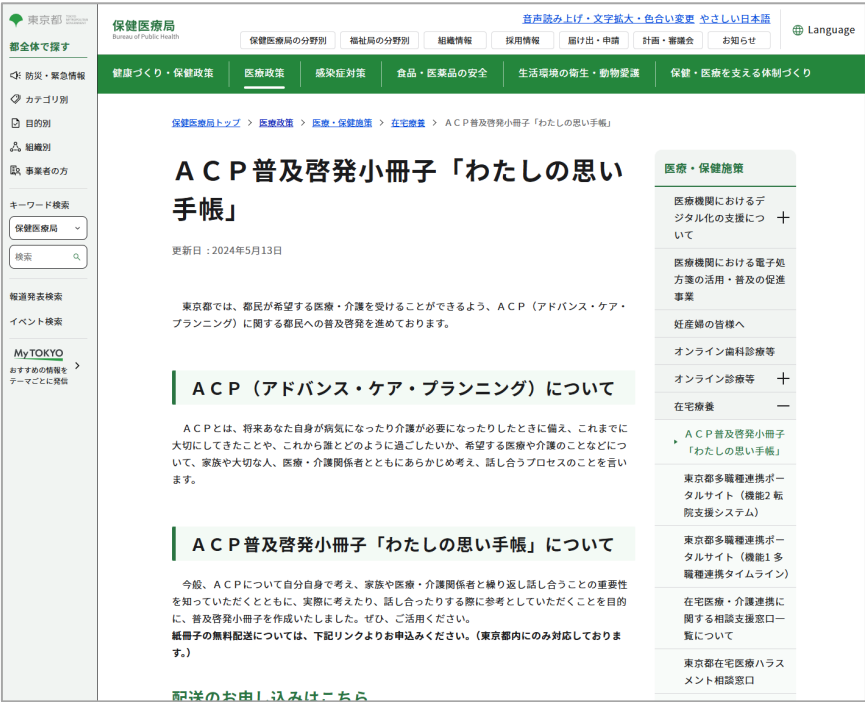 東京都
都全体で探す
防災・緊急情報
カテゴリ別
目的別
組織別
事業者の方
キーワード検索
保健医療局
検索
報道発表検索
イベント検索
My TOKYO
おすすめの情報を
テーマごとに発信
保健医療局
Bureau of Public Health
音声読み上げ・文字拡大・色合い変更 やさしい日本語
Language
保健医療局の分野別 福祉局の分野別 組織情報 採用情報 届け出・申請 計画・審議会 お知らせ
健康づくり・保健政策 医療政策 感染症対策 食品・医薬品の安全 生活環境の衛生・動物愛護 保健・医療を支える体制づくり
保健医療局トップ > 医療政策 > 医療・保健施策 > 在宅療養 > ACP普及啓発小冊子「わたしの思い手帳」
ACP普及啓発小冊子「わたしの思い
手帳」
更新日:2024年5月13日
東京都では、都民が希望する医療・介護を受けることができるよう、ACP(アドバンス・ケア・
プランニング)に関する都民への普及啓発を進めております。
ACP(アドバンス・ケア・プランニング)について
ACPとは、将来あなた自身が病気になったり介護が必要になったりしたときに備え、これまでに
大切にしてきたことや、これから誰とどのように過ごしたいか、希望する医療や介護のことなどにつ
いて、家族や大切な人、医療・介護関係者とともにあらかじめ考え、話し合うプロセスのことを言い
ます。
ACP普及啓発小冊子「わたしの思い手帳」について
今般、ACPについて自分自身で考え、家族や医療・介護関係者と繰り返し話し合うことの重要性
を知っていただくとともに、実際に考えたり、話し合ったりする際に参考としていただくことを目的
に、普及啓発小冊子を作成いたしました。ぜひ、ご活用ください。
紙冊子の無料配送については、下記リンクよりお申込みください。(東京都内にのみ対応しておりま
す。)
配送のお申し込みはこちら
医療・保健施策
医療機関におけるデ
ジタル化の支援につ
いて
医療機関における電子処
方箋の活用・普及の促進
事業
妊産婦の皆様へ
オンライン歯科診療等
オンライン診療等
在宅療養
ACP普及啓発小冊子
「わたしの思い手帳」
東京都多職種連携ポー
タルサイト(機能2 転
院支援システム)
東京都多職種連携ポー
タルサイト(機能1 多
職種連携タイムライン)
在宅医療・介護連携に
関する相談支援窓口一
覧について
東京都在宅医療ハラス
メント相談窓口